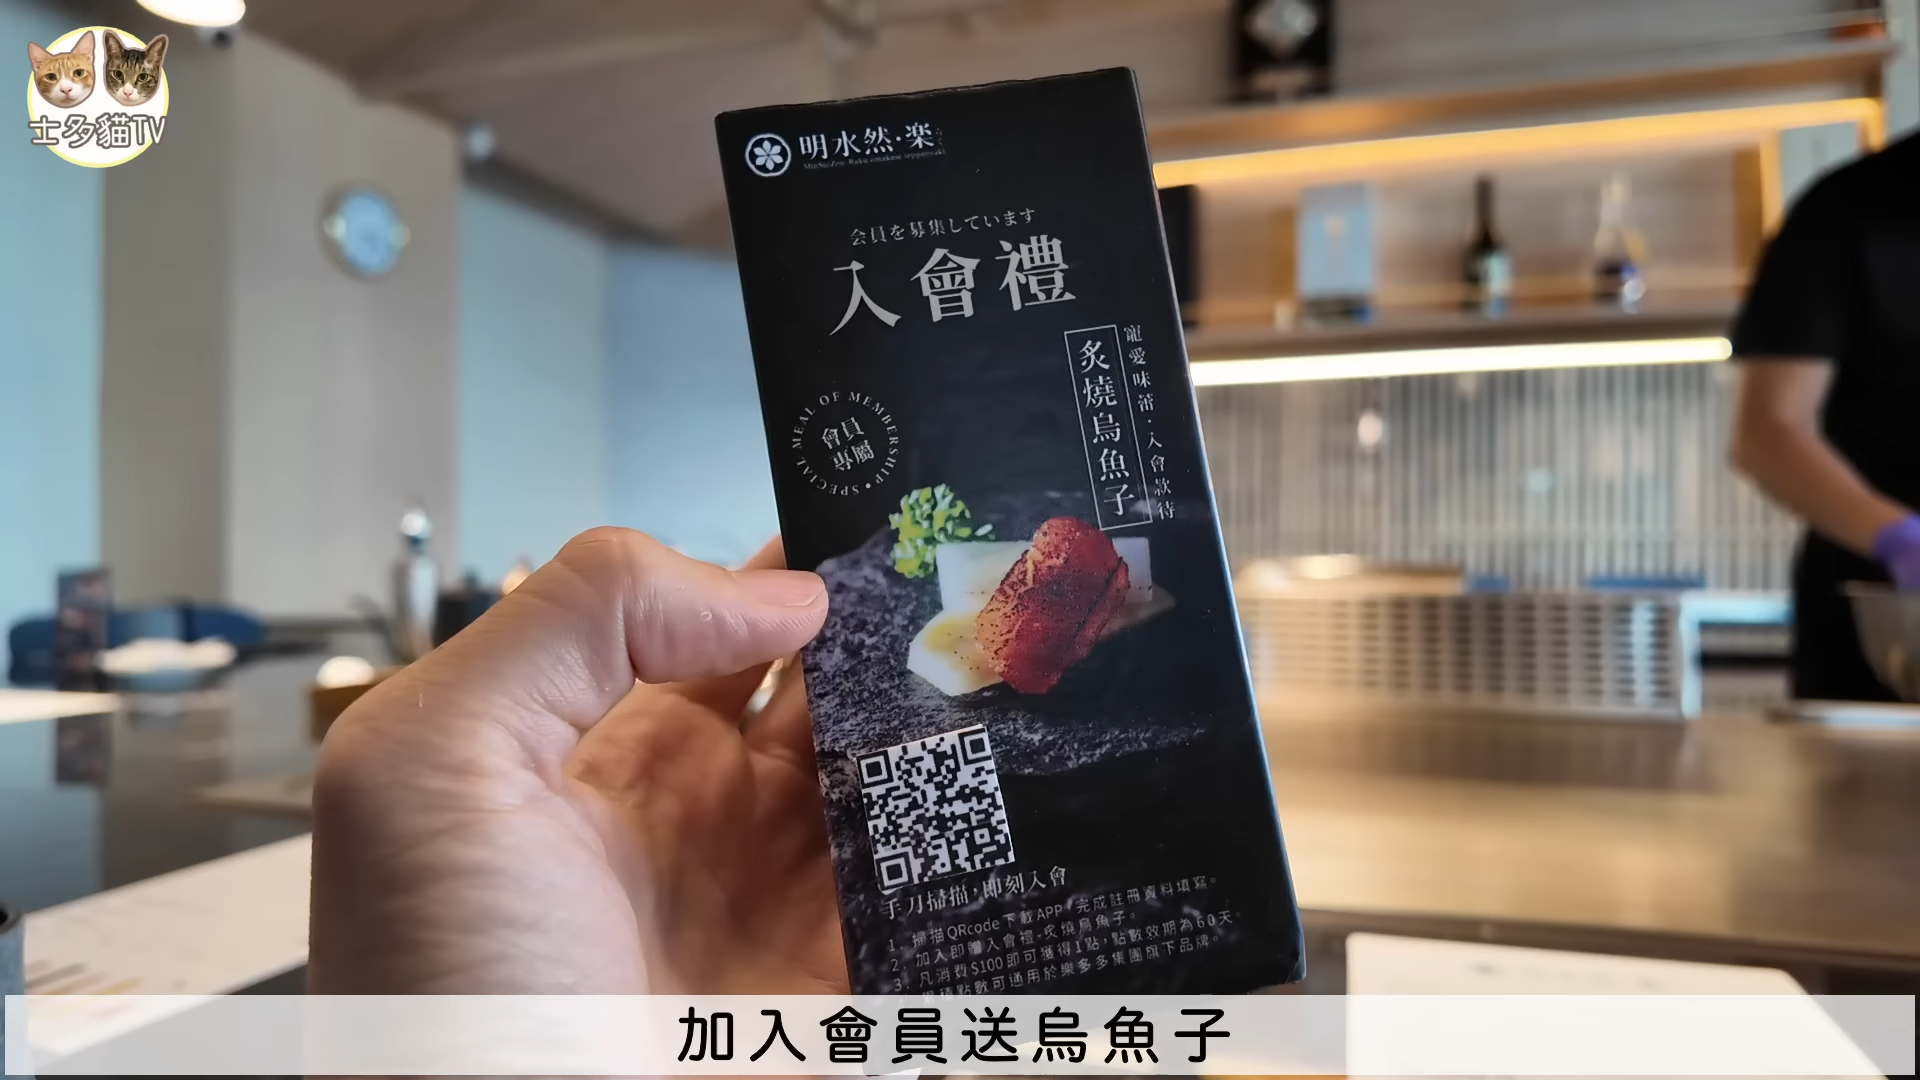 士多貓TV
明水然·楽
会員を募集しています
入會禮
寵愛味蕾·入會款待
炙燒烏魚子
SPECIAL MEAL OF MEMBERSHIP
會員
專屬
手刀掃描,即刻入會
1. 掃描QRcode下載APP,完成註冊資料填寫。
2. 加入即贈入會禮-炙燒烏魚子。
3. 凡消費$100即可獲得1點,點數效期為60天。
累積點數可通用於樂多多集團旗下品牌。
加入會員送烏魚子